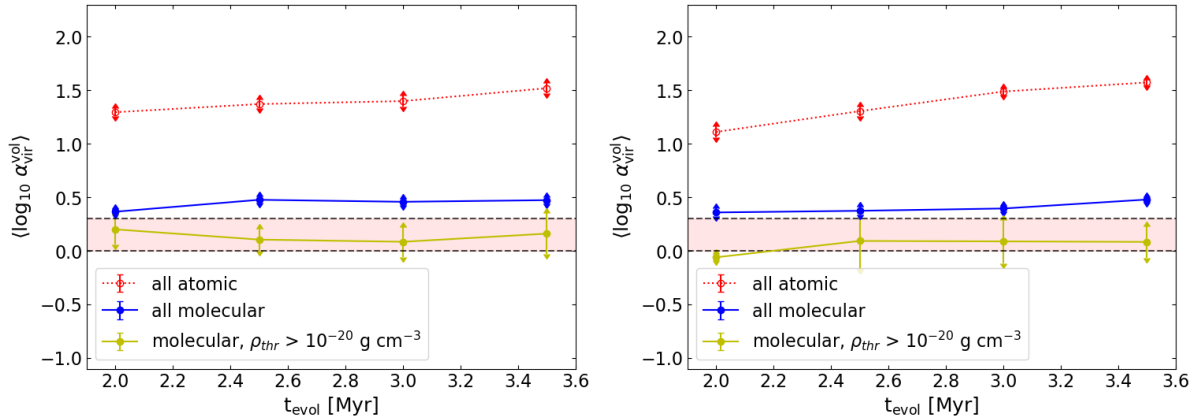 2.0
1.5
1.0
0.5
0.0
−0.5
−1.0
⟨log₁₀ α_vir^vol⟩
all atomic
all molecular
molecular, ρ_thr > 10⁻²⁰ g cm⁻³
2.0 2.2 2.4 2.6 2.8 3.0 3.2 3.4 3.6
t_evol [Myr]
2.0
1.5
1.0
0.5
0.0
−0.5
−1.0
⟨log₁₀ α_vir^vol⟩
all atomic
all molecular
molecular, ρ_thr > 10⁻²⁰ g cm⁻³
2.0 2.2 2.4 2.6 2.8 3.0 3.2 3.4 3.6
t_evol [Myr]